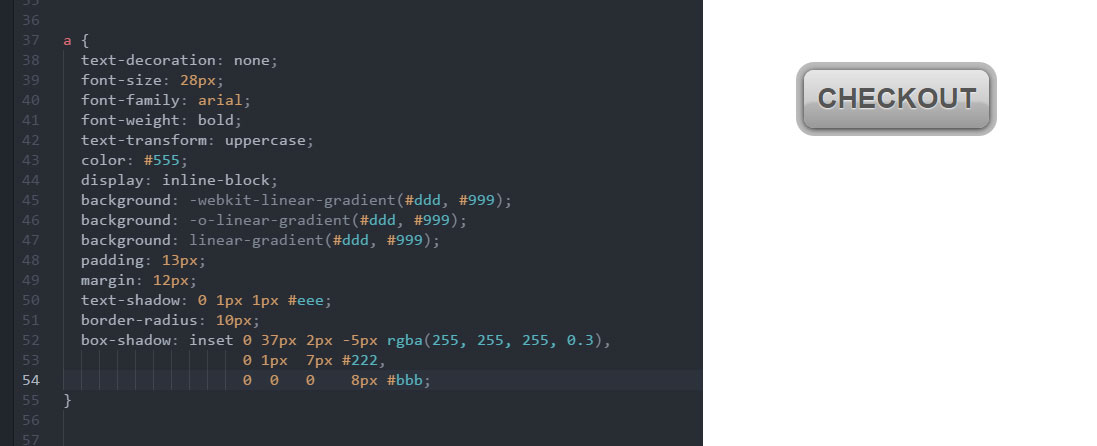 35
36
37 a {
38 text-decoration: none;
39 font-size: 28px;
40 font-family: arial;
41 font-weight: bold;
42 text-transform: uppercase;
43 color: #555;
44 display: inline-block;
45 background: -webkit-linear-gradient(#ddd, #999);
46 background: -o-linear-gradient(#ddd, #999);
47 background: linear-gradient(#ddd, #999);
48 padding: 13px;
49 margin: 12px;
50 text-shadow: 0 1px 1px #eee;
51 border-radius: 10px;
52 box-shadow: inset 0 37px 2px -5px rgba(255, 255, 255, 0.3),
53 0 1px 7px #222,
54 0 0 0 8px #bbb;
55 }
56
57
CHECKOUT